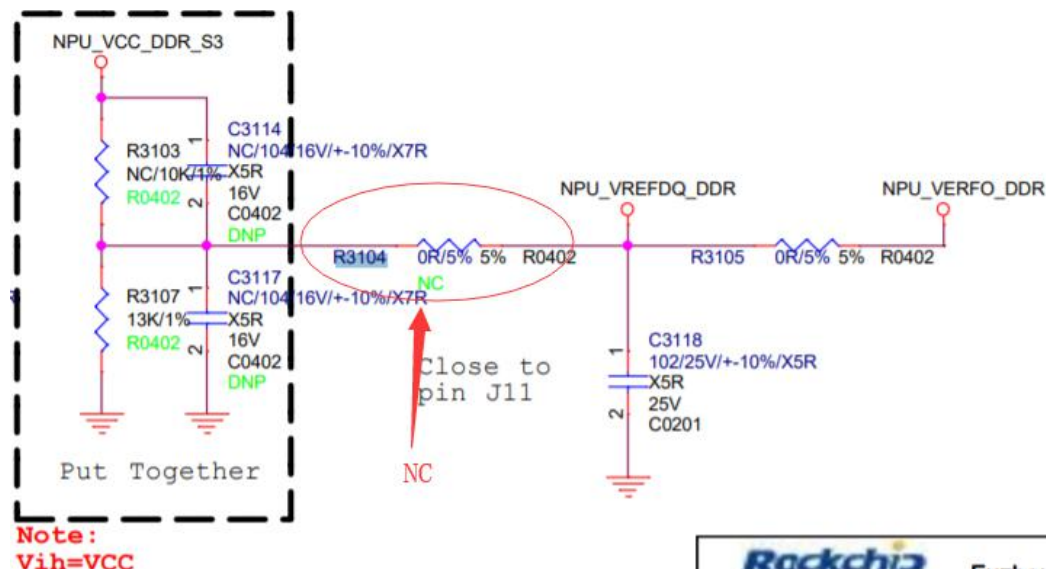 NPU_VCC_DDR_S3
C3114
NC/104/16V/+-10%/X7R
X5R
16V
C0402
DNP
1
2
R3103
NC/10K/1%
R0402
NPU_VREFDQ_DDR
NPU_VERFO_DDR
R3104 0R/5% 5% R0402
NC
R3105 0R/5% 5% R0402
C3117
NC/104/16V/+-10%/X7R
X5R
16V
C0402
DNP
1
2
R3107
13K/1%
R0402
Close to
pin J11
NC
C3118
102/25V/+-10%/X5R
X5R
25V
C0201
1
2
Put Together
Note:
Vih=VCC
Rockchip